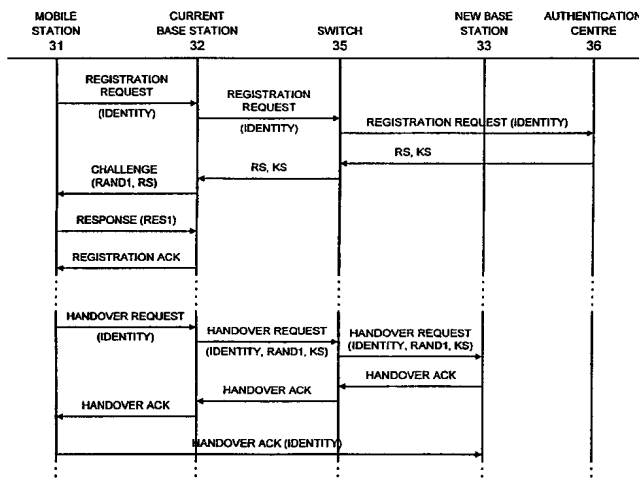 MOBILE STATION 31
CURRENT BASE STATION 32
SWITCH 35
NEW BASE STATION 33
AUTHENTICATION CENTRE 36
REGISTRATION REQUEST
(IDENTITY)
REGISTRATION REQUEST
(IDENTITY)
REGISTRATION REQUEST (IDENTITY)
RS, KS
RS, KS
CHALLENGE (RAND1, RS)
RESPONSE (RES1)
REGISTRATION ACK
HANDOVER REQUEST
(IDENTITY)
HANDOVER REQUEST
(IDENTITY, RAND1, KS)
HANDOVER REQUEST
(IDENTITY, RAND1, KS)
HANDOVER ACK
HANDOVER ACK
HANDOVER ACK
HANDOVER ACK (IDENTITY)